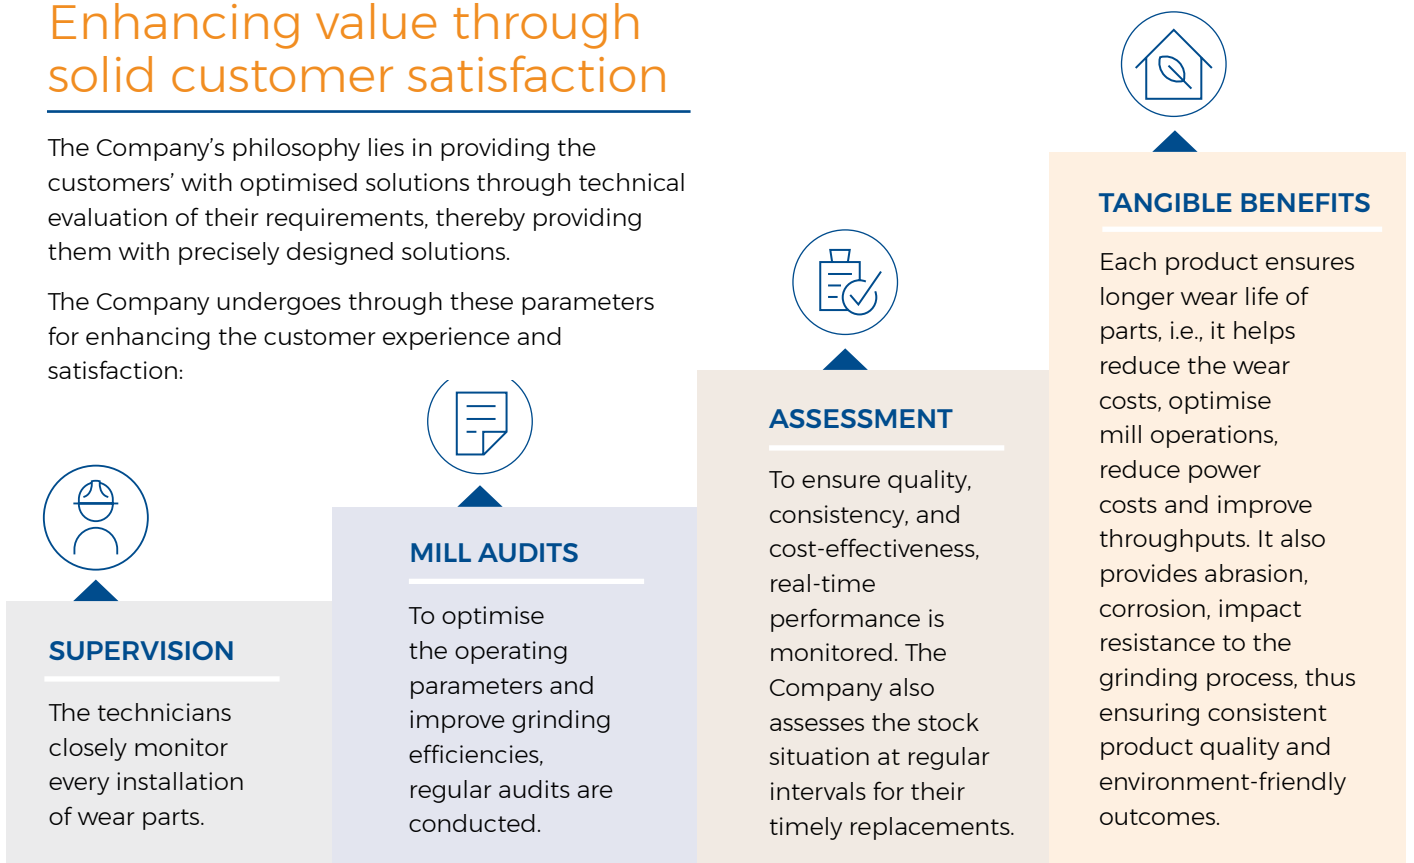 Enhancing value through
solid customer satisfaction
The Company's philosophy lies in providing the
customers' with optimised solutions through technical
evaluation of their requirements, thereby providing
them with precisely designed solutions.
The Company undergoes through these parameters
for enhancing the customer experience and
satisfaction:
SUPERVISION
The technicians
closely monitor
every installation
of wear parts.
MILL AUDITS
To optimise
the operating
parameters and
improve grinding
efficiencies,
regular audits are
conducted.
ASSESSMENT
To ensure quality,
consistency, and
cost-effectiveness,
real-time
performance is
monitored. The
Company also
assesses the stock
situation at regular
intervals for their
timely replacements.
TANGIBLE BENEFITS
Each product ensures
longer wear life of
parts, i.e., it helps
reduce the wear
costs, optimise
mill operations,
reduce power
costs and improve
throughputs. It also
provides abrasion,
corrosion, impact
resistance to the
grinding process, thus
ensuring consistent
product quality and
environment-friendly
outcomes.